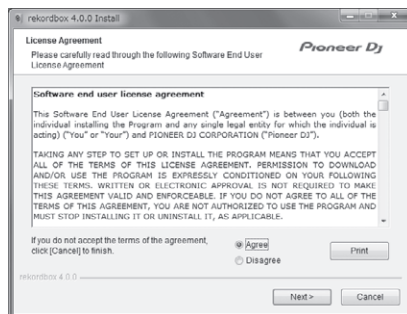 rekordbox 4.0.0 Install
License Agreement
Please carefully read through the following Software End User
License Agreement
Pioneer Dj
Software end user license agreement
This Software End User License Agreement ("Agreement") is between you (both the
individual installing the Program and any single legal entity for which the individual is
acting) ("You" or "Your") and PIONEER DJ CORPORATION ("Pioneer DJ").
TAKING ANY STEP TO SET UP OR INSTALL THE PROGRAM MEANS THAT YOU ACCEPT
ALL OF THE TERMS OF THIS LICENSE AGREEMENT. PERMISSION TO DOWNLOAD
AND/OR USE THE PROGRAM IS EXPRESSLY CONDITIONED ON YOUR FOLLOWING
THESE TERMS. WRITTEN OR ELECTRONIC APPROVAL IS NOT REQUIRED TO MAKE
THIS AGREEMENT VALID AND ENFORCEABLE. IF YOU DO NOT AGREE TO ALL OF THE
TERMS OF THIS AGREEMENT, YOU ARE NOT AUTHORIZED TO USE THE PROGRAM AND
MUST STOP INSTALLING IT OR UNINSTALL IT, AS APPLICABLE.
If you do not accept the terms of the agreement,
click [Cancel] to finish.
Agree
Disagree
Print
rekordbox 4.0.0
Next >
Cancel